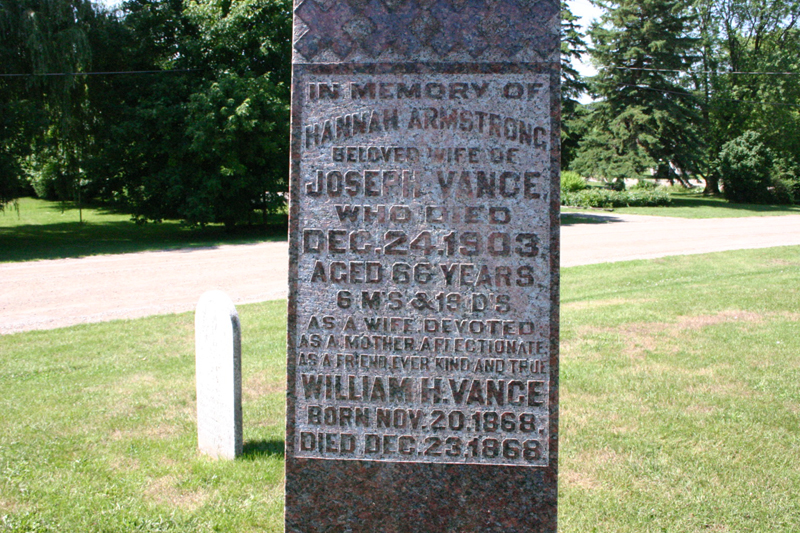 IN MEMORY OF
HANNAH ARMSTRONG
BELOVED WIFE OF
JOSEPH VANCE
WHO DIED
DEC. 24, 1903,
AGED 66 YEARS,
6 M'S & 18 D'S.
AS A WIFE, DEVOTED
AS A MOTHER, AFFECTIONATE,
AS A FRIEND, EVER KIND AND TRUE
WILLIAM H. VANCE
BORN NOV. 20, 1868,
DIED DEC. 23, 1868.